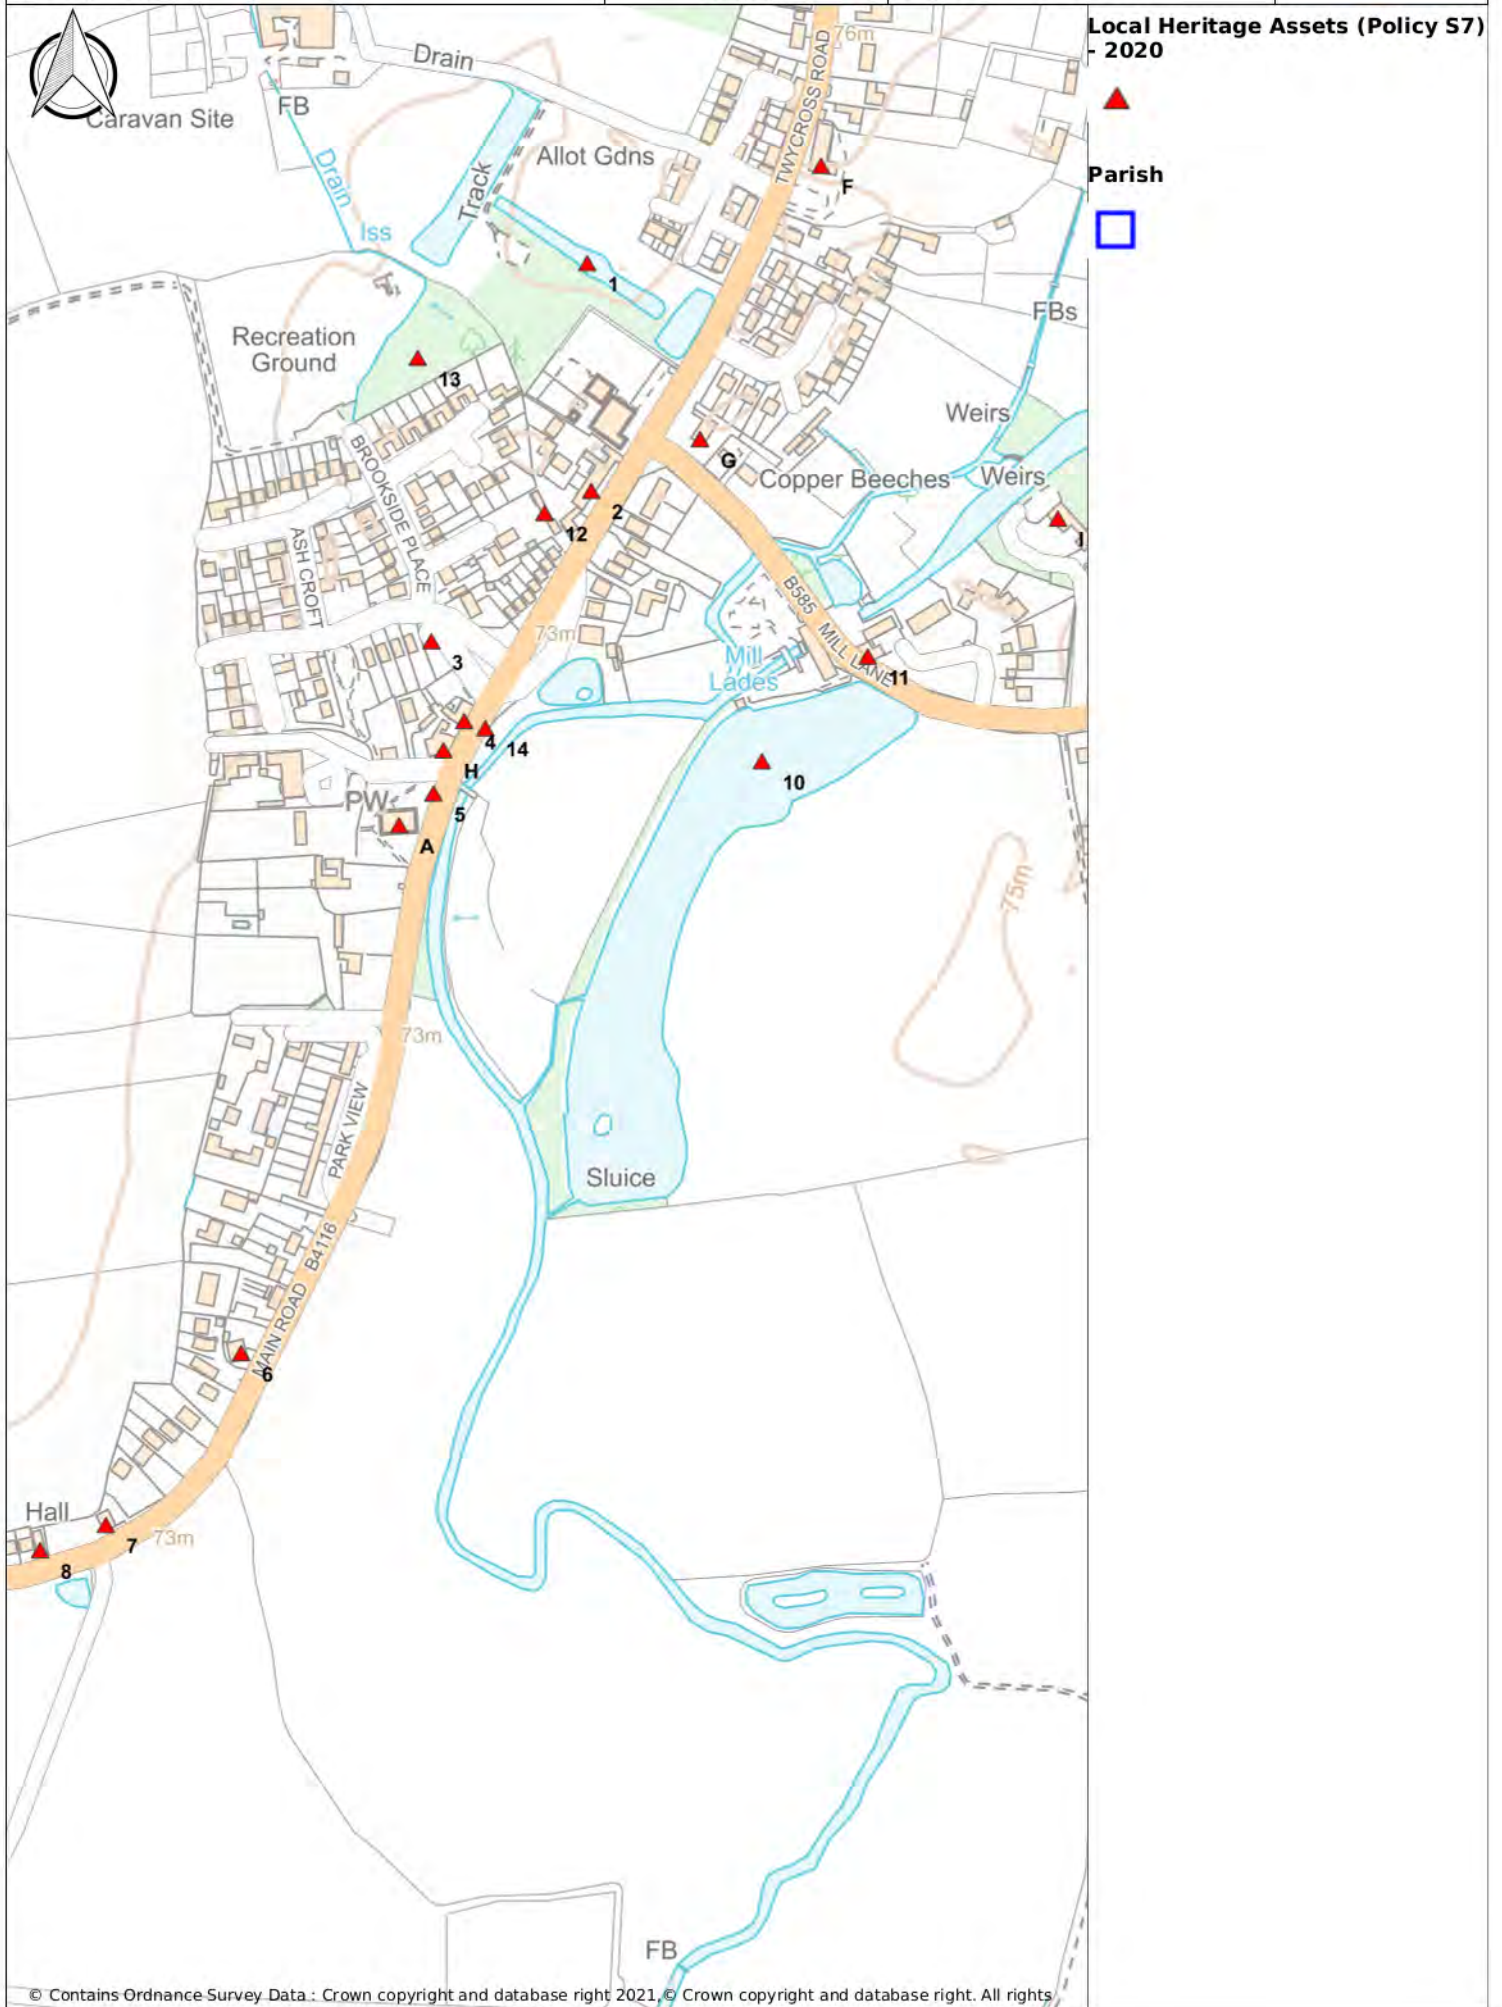 Local Heritage Assets (Policy S7)
- 2020
Parish
76m
Drain
TWYCROSS ROAD
FB
Caravan Site
Allot Gdns
Drain
Track
F
Iss
1
FBs
Recreation
Ground
13
Weirs
BROOKSIDE PLACE
G
Copper Beeches
Weirs
2
12
ASH CROFT
I
B585
MILL LANE
73m
3
Mill
Lades
11
4
14
H
10
PW
5
A
75m
73m
PARK VIEW
Sluice
B4116
MAIN ROAD
6
Hall
7
73m
8
FB
© Contains Ordnance Survey Data : Crown copyright and database right 2021,© Crown copyright and database right. All rights